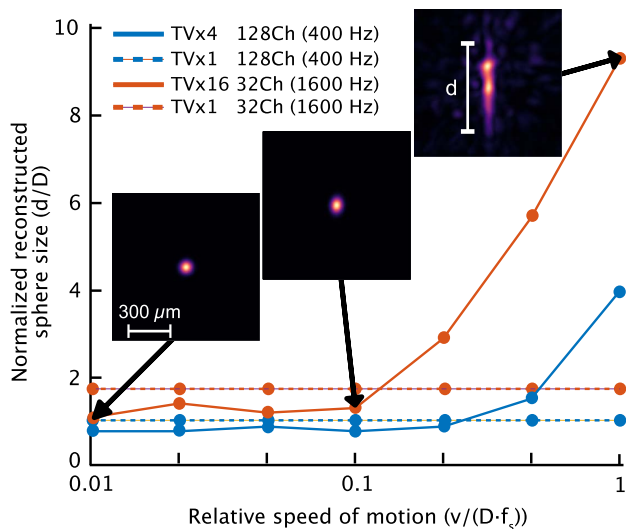 10
8
6
4
2
0
Normalized reconstructed
sphere size (d/D)
TVx4 128Ch (400 Hz)
TVx1 128Ch (400 Hz)
TVx16 32Ch (1600 Hz)
TVx1 32Ch (1600 Hz)
d
300 µm
0.01
0.1
1
Relative speed of motion (v/(D·fₛ))